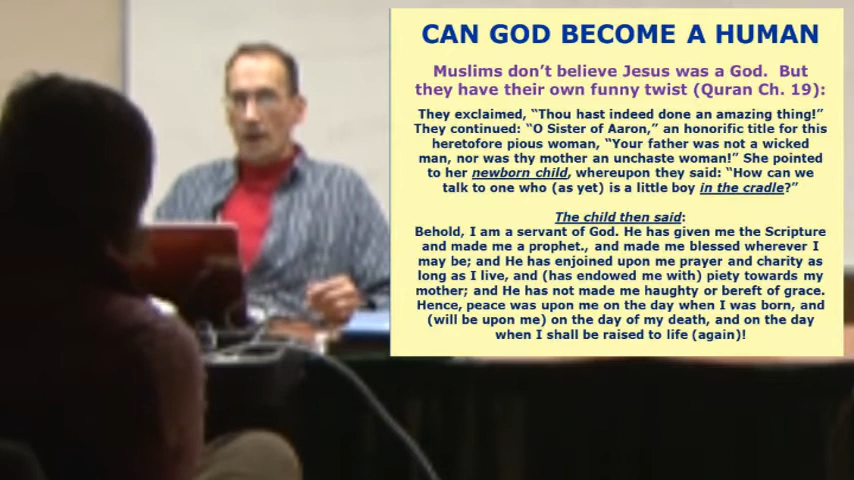 CAN GOD BECOME A HUMAN
Muslims don't believe Jesus was a God.  But
they have their own funny twist (Quran Ch. 19):
They exclaimed, "Thou hast indeed done an amazing thing!"
They continued: "O Sister of Aaron," an honorific title for this
heretofore pious woman, "Your father was not a wicked
man, nor was thy mother an unchaste woman!" She pointed
to her newborn child, whereupon they said: "How can we
talk to one who (as yet) is a little boy in the cradle?"
The child then said:
Behold, I am a servant of God. He has given me the Scripture
and made me a prophet., and made me blessed wherever I
may be; and He has enjoined upon me prayer and charity as
long as I live, and (has endowed me with) piety towards my
mother; and He has not made me haughty or bereft of grace.
Hence, peace was upon me on the day when I was born, and
(will be upon me) on the day of my death, and on the day
when I shall be raised to life (again)!